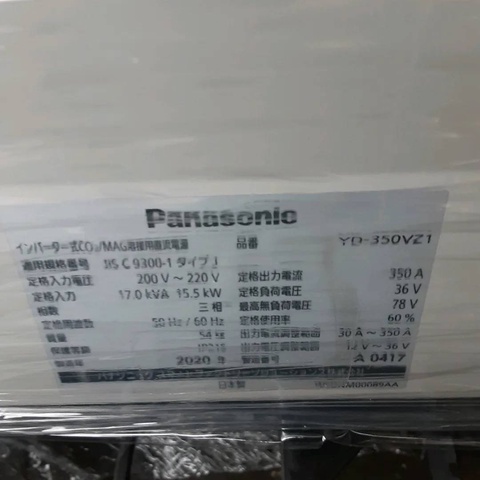 Panasonic
インバーター式CO₂/MAG溶接用直流電源 品番 YD-350VZ1
適用規格番号 JIS C 9300-1 タイプJ
定格入力電圧 200 V～220 V 定格出力電流 350 A
定格入力 17.0 kVA 15.5 kW 定格負荷電圧 36 V
相数 三相 最高無負荷電圧 78 V
定格周波数 50 Hz / 60 Hz 定格使用率 60 %
質量 54 kg 出力電流調整範囲 30 A～350 A
保護等級 出力電圧調整範囲 12 V～36 V
製造年 2020 年 管理番号 A 0417
日本製